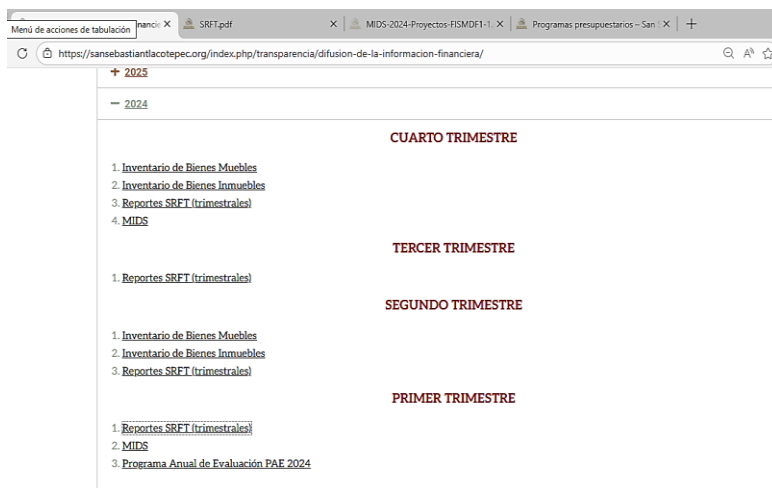 Menú de acciones de tabulación
SRFT.pdf
MIDS-2024-Proyectos-FISMDF1-1.
Programas presupuestarios – San
https://sansebastiantlacotepec.org/index.php/transparencia/difusion-de-la-informacion-financiera/
+ 2025
− 2024
CUARTO TRIMESTRE
1. Inventario de Bienes Muebles
2. Inventario de Bienes Inmuebles
3. Reportes SRFT (trimestrales)
4. MIDS
TERCER TRIMESTRE
1. Reportes SRFT (trimestrales)
SEGUNDO TRIMESTRE
1. Inventario de Bienes Muebles
2. Inventario de Bienes Inmuebles
3. Reportes SRFT (trimestrales)
PRIMER TRIMESTRE
1. Reportes SRFT (trimestrales)
2. MIDS
3. Programa Anual de Evaluación PAE 2024